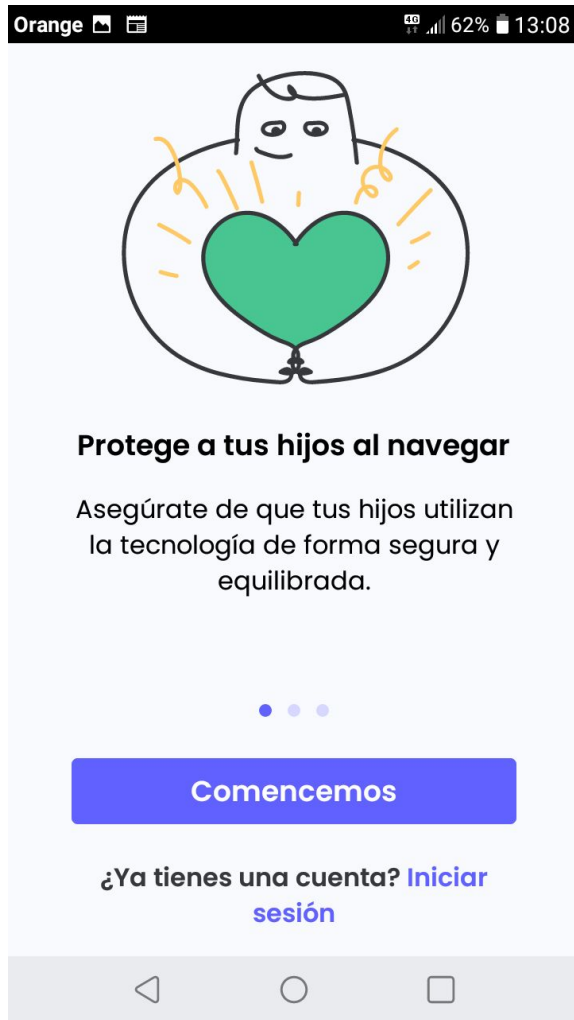 Orange 4G 62% 13:08
Protege a tus hijos al navegar
Asegúrate de que tus hijos utilizan
la tecnología de forma segura y
equilibrada.
Comencemos
¿Ya tienes una cuenta? Iniciar
sesión